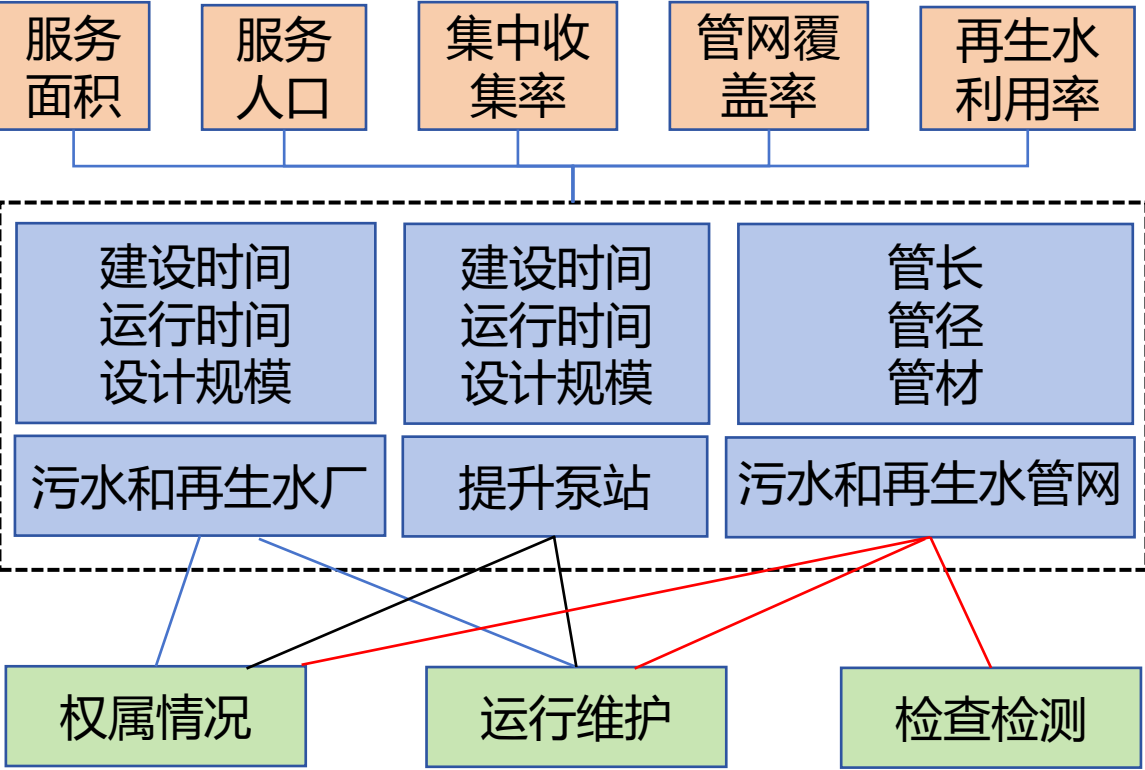 服务
面积
服务
人口
集中收
集率
管网覆
盖率
再生水
利用率
建设时间
运行时间
设计规模
建设时间
运行时间
设计规模
管长
管径
管材
污水和再生水厂
提升泵站
污水和再生水管网
权属情况
运行维护
检查检测